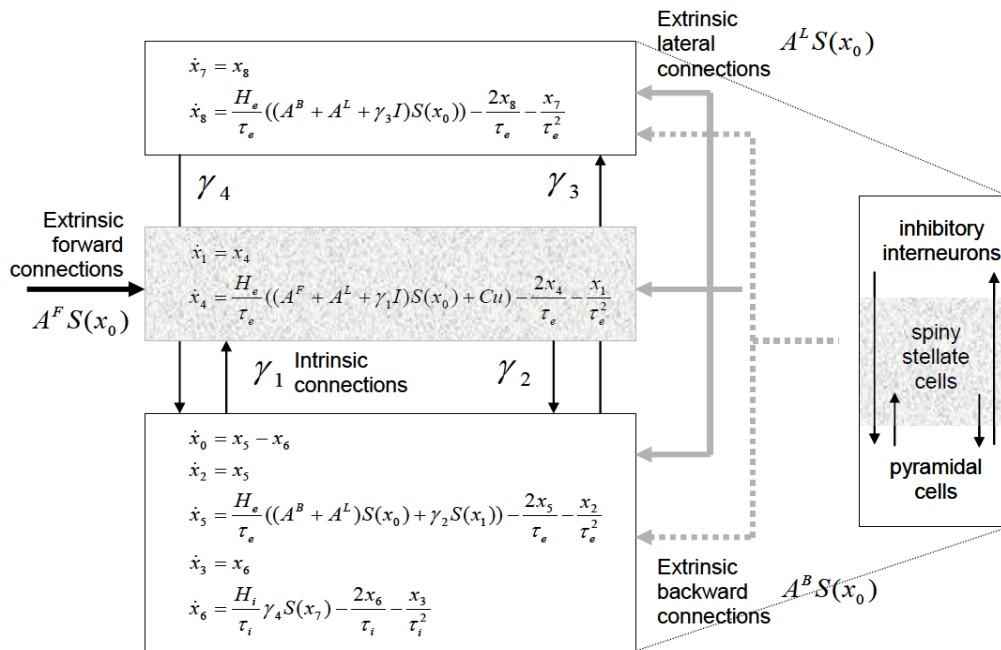 Extrinsic
lateral
connections
A^L S(x_0)
ẋ_7 = x_8
ẋ_8 = H_e/τ_e ((A^B + A^L + γ_3 I)S(x_0)) − 2x_8/τ_e − x_7/τ_e^2
γ_4
γ_3
Extrinsic
forward
connections
A^F S(x_0)
ẋ_1 = x_4
ẋ_4 = H_e/τ_e ((A^F + A^L + γ_1 I)S(x_0) + Cu) − 2x_4/τ_e − x_1/τ_e^2
γ_1
Intrinsic
connections
γ_2
ẋ_0 = x_5 − x_6
ẋ_2 = x_5
ẋ_5 = H_e/τ_e ((A^B + A^L)S(x_0) + γ_2 S(x_1)) − 2x_5/τ_e − x_2/τ_e^2
ẋ_3 = x_6
ẋ_6 = H_i/τ_i γ_4 S(x_7) − 2x_6/τ_i − x_3/τ_i^2
Extrinsic
backward
connections
A^B S(x_0)
inhibitory
interneurons
spiny
stellate
cells
pyramidal
cells